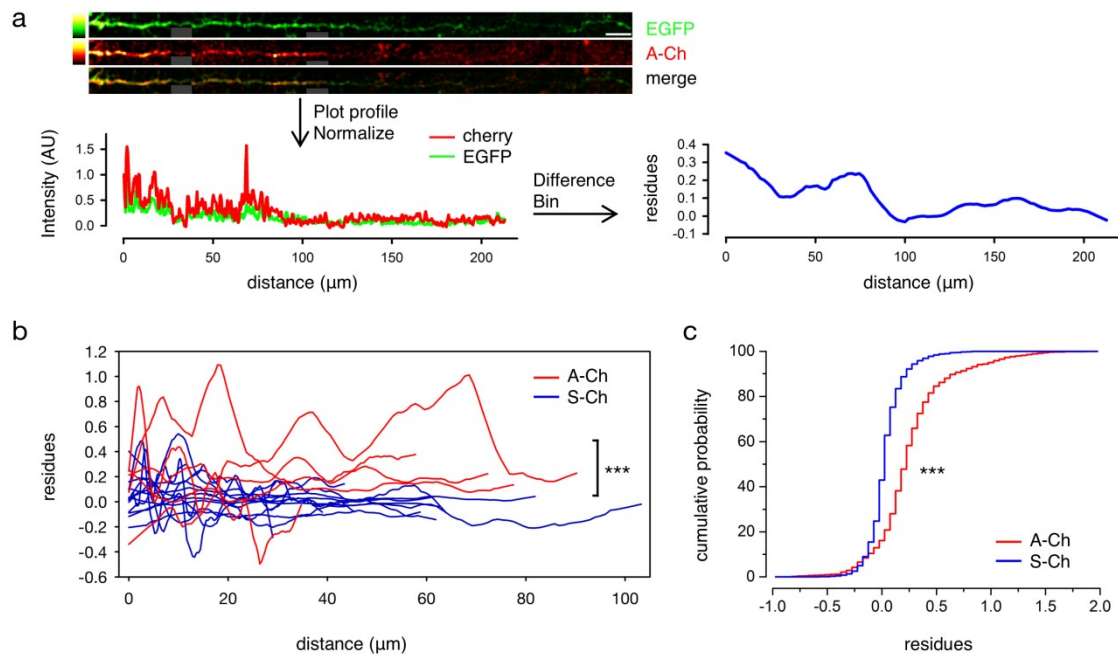 a
EGFP
A-Ch
merge
Plot profile
Normalize
cherry
EGFP
Intensity (AU)
1.5
1.0
0.5
0.0
0 50 100 150 200
distance (µm)
Difference
Bin
residues
0.4
0.3
0.2
0.1
0.0
-0.1
0 50 100 150 200
distance (µm)
b
residues
1.2
1.0
0.8
0.6
0.4
0.2
0.0
-0.2
-0.4
-0.6
A-Ch
S-Ch
***
0 20 40 60 80 100
distance (µm)
c
cumulative probability
100
80
60
40
20
0
***
A-Ch
S-Ch
-1.0 -0.5 0.0 0.5 1.0 1.5 2.0
residues